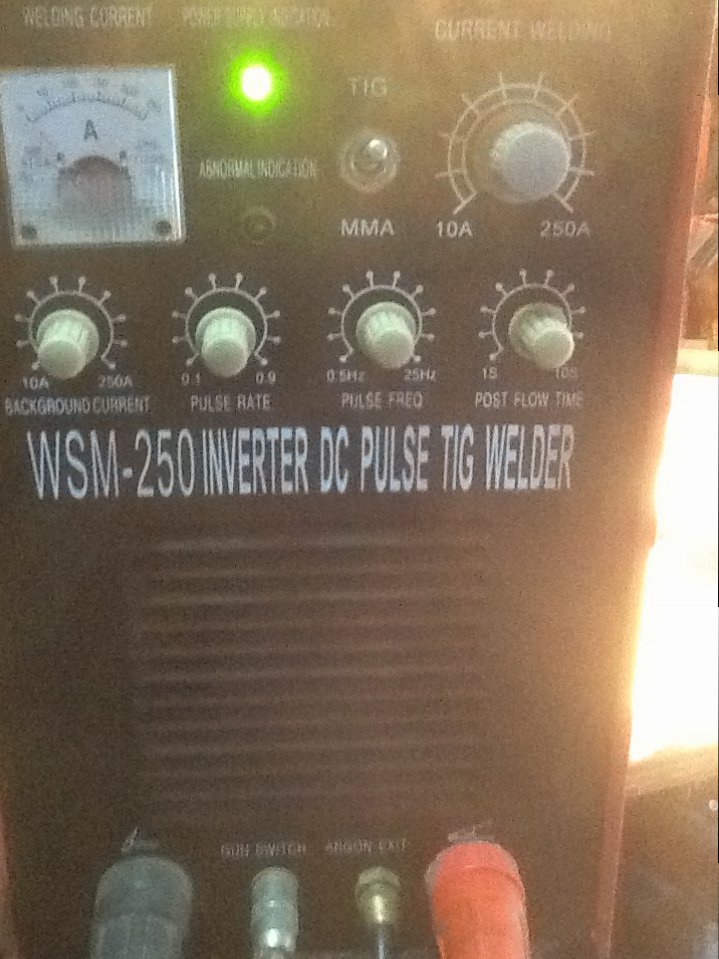 WELDING CURRENT
POWER SUPPLY INDICATION
CURRENT WELDING
A
TIG
ABNORMAL INDICATION
MMA
10A 250A
10A 250A
BACKGROUND CURRENT
0.1 0.9
PULSE RATE
0.5Hz 25Hz
PULSE FREQ
1S 10S
POST FLOW TIME
WSM-250 INVERTER DC PULSE TIG WELDER
GUN SWITCH
ARGON EXIT